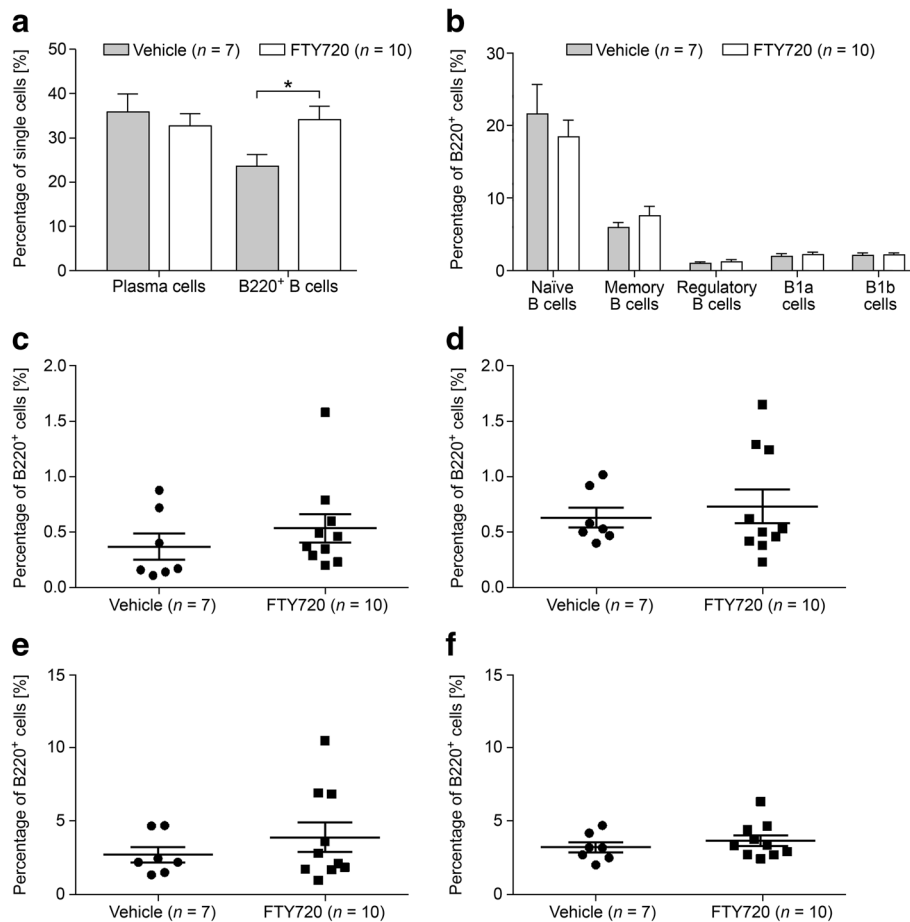 a
Vehicle (n = 7) FTY720 (n = 10)
Percentage of single cells [%]
50
40
30
20
10
0
Plasma cells B220⁺ B cells
*
b
Vehicle (n = 7) FTY720 (n = 10)
Percentage of B220⁺ cells [%]
30
20
10
0
Naïve B cells
Memory B cells
Regulatory B cells
B1a cells
B1b cells
c
Percentage of B220⁺ cells [%]
2.0
1.5
1.0
0.5
0.0
Vehicle (n = 7) FTY720 (n = 10)
d
Percentage of B220⁺ cells [%]
2.0
1.5
1.0
0.5
0.0
Vehicle (n = 7) FTY720 (n = 10)
e
Percentage of B220⁺ cells [%]
15
10
5
0
Vehicle (n = 7) FTY720 (n = 10)
f
Percentage of B220⁺ cells [%]
15
10
5
0
Vehicle (n = 7) FTY720 (n = 10)